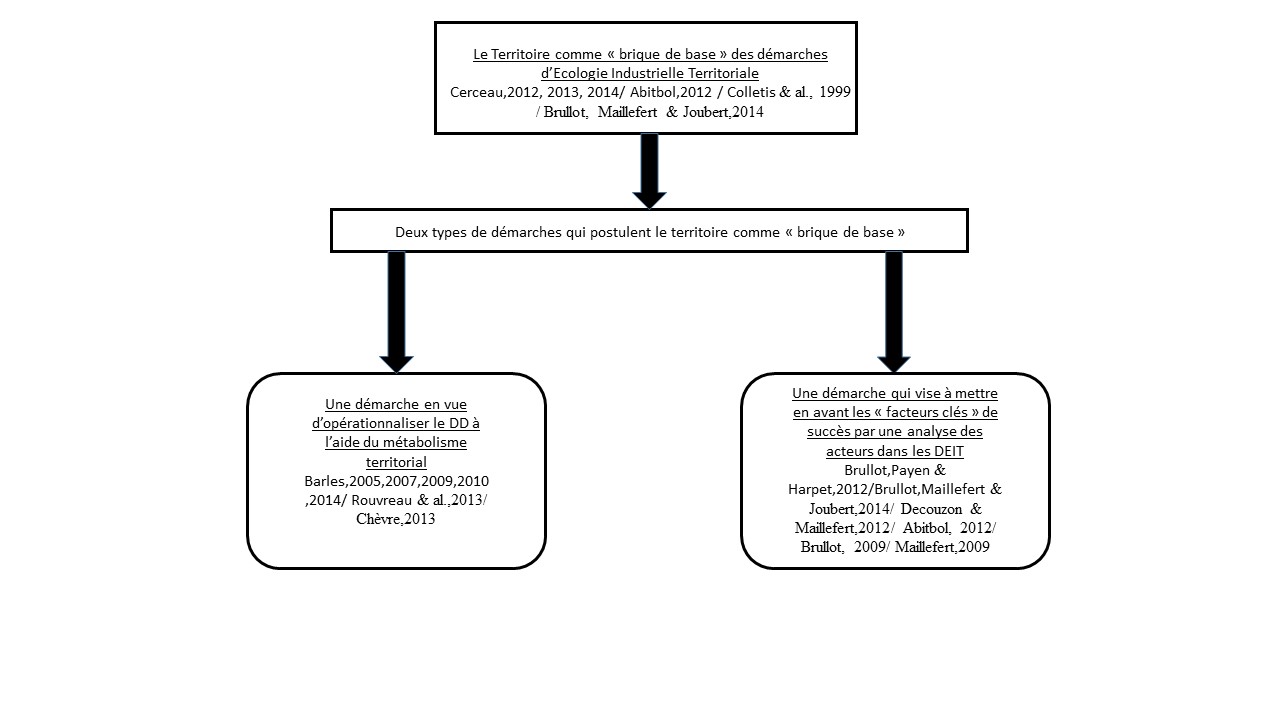 Le Territoire comme « brique de base » des démarches
d’Ecologie Industrielle Territoriale
Cerceau,2012, 2013, 2014/ Abitbol,2012 / Colletis & al., 1999
/ Brullot, Maillefert & Joubert,2014
Deux types de démarches qui postulent le territoire comme « brique de base »
Une démarche en vue
d’opérationnaliser le DD à
l’aide du métabolisme
territorial
Barles,2005,2007,2009,2010
,2014/ Rouvreau & al.,2013/
Chèvre,2013
Une démarche qui vise à mettre
en avant les « facteurs clés » de
succès par une analyse des
acteurs dans les DEIT
Brullot,Payen &
Harpet,2012/Brullot,Maillefert &
Joubert,2014/ Decouzon &
Maillefert,2012/ Abitbol, 2012/
Brullot, 2009/ Maillefert,2009